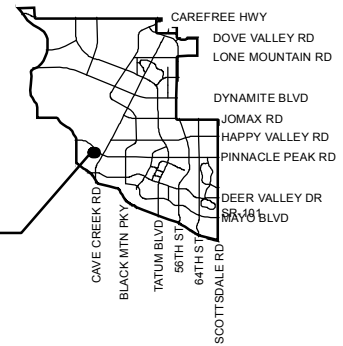 CAREFREE HWY
DOVE VALLEY RD
LONE MOUNTAIN RD
DYNAMITE BLVD
JOMAX RD
HAPPY VALLEY RD
PINNACLE PEAK RD
DEER VALLEY DR
SR-101
MAYO BLVD
CAVE CREEK RD
BLACK MTN PKY
TATUM BLVD
56TH ST
64TH ST
SCOTTSDALE RD